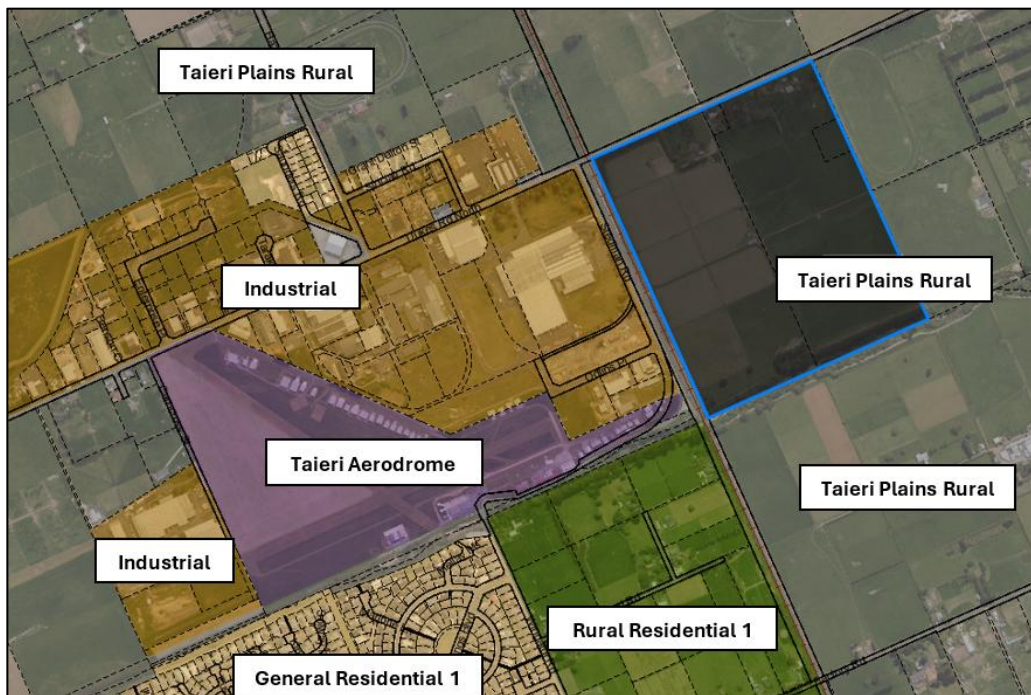 Taieri Plains Rural
Industrial
Taieri Plains Rural
Taieri Aerodrome
Taieri Plains Rural
Industrial
Rural Residential 1
General Residential 1